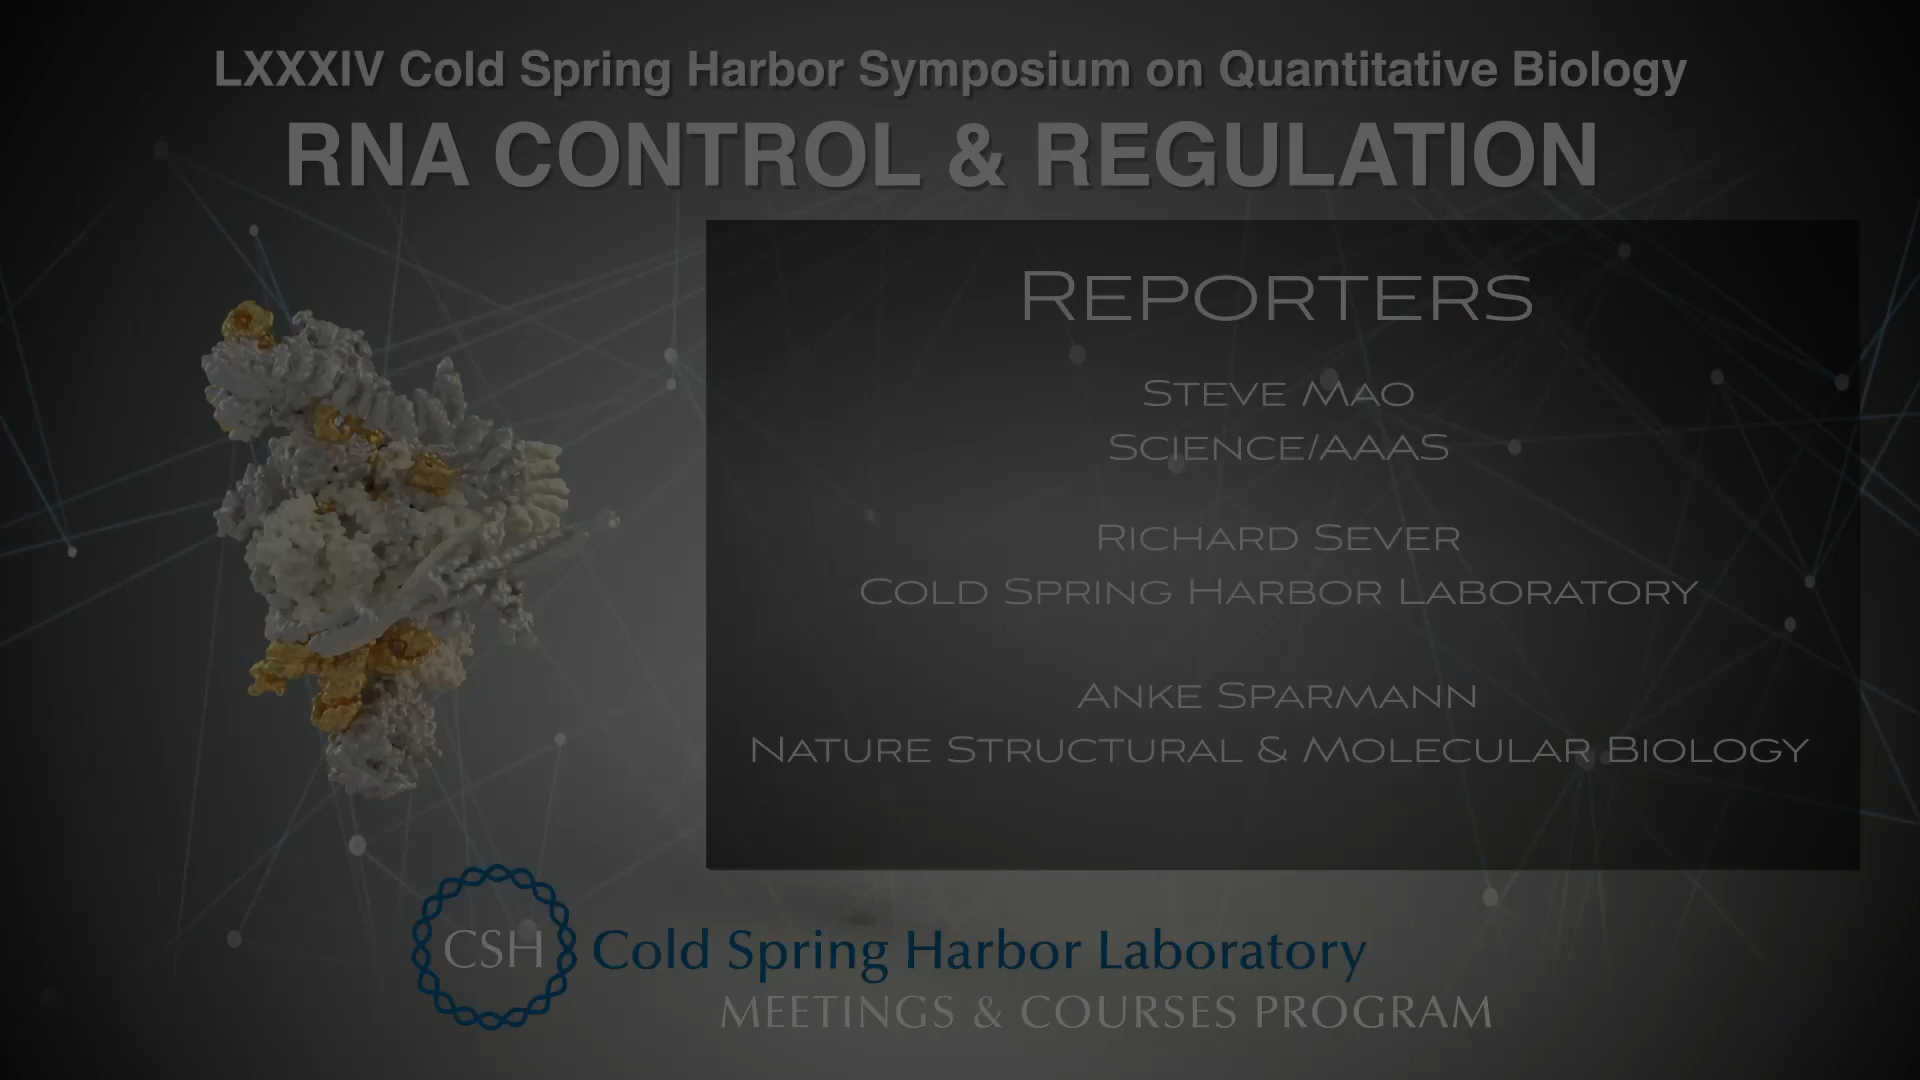 LXXXIV Cold Spring Harbor Symposium on Quantitative Biology
RNA CONTROL & REGULATION
REPORTERS
STEVE MAO
SCIENCE/AAAS
RICHARD SEVER
COLD SPRING HARBOR LABORATORY
ANKE SPARMANN
NATURE STRUCTURAL & MOLECULAR BIOLOGY
CSH Cold Spring Harbor Laboratory
MEETINGS & COURSES PROGRAM